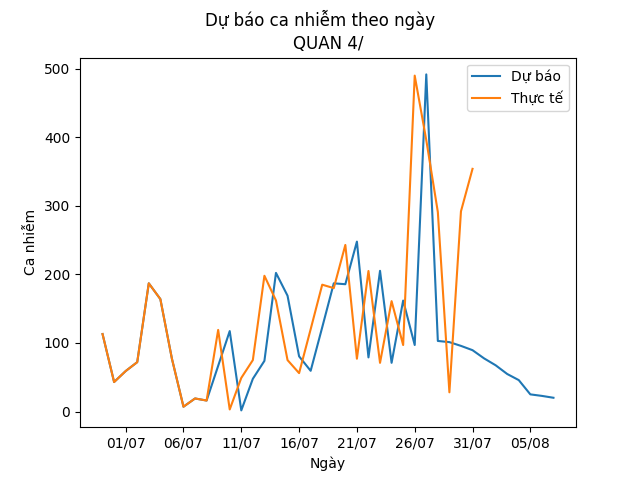 Dự báo ca nhiễm theo ngày
QUAN 4/
Dự báo
Thực tế
Ca nhiễm
500
400
300
200
100
0
01/07 06/07 11/07 16/07 21/07 26/07 31/07 05/08
Ngày